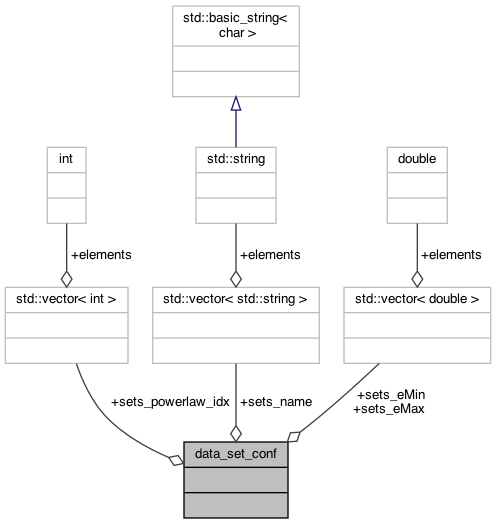 std::basic_string<
char >
int
std::string
double
+elements
+elements
+elements
std::vector< int >
std::vector< std::string >
std::vector< double >
+sets_powerlaw_idx
+sets_name
+sets_eMin
+sets_eMax
data_set_conf